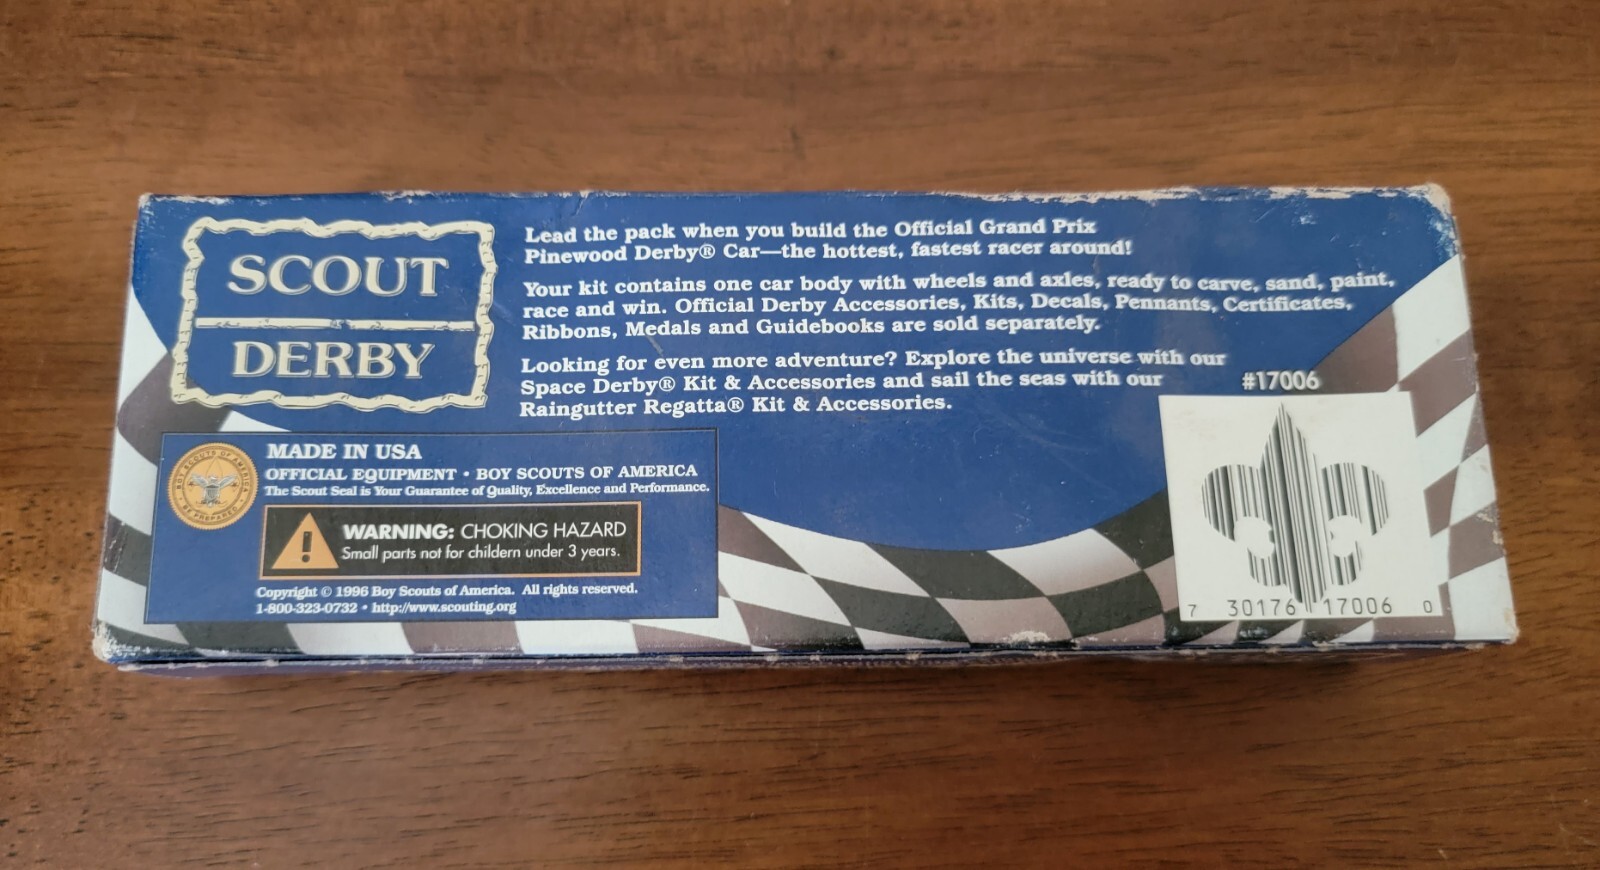 SCOUT
DERBY
Lead the pack when you build the Official Grand Prix
Pinewood Derby® Car—the hottest, fastest racer around!
Your kit contains one car body with wheels and axles, ready to carve, sand, paint,
race and win. Official Derby Accessories, Kits, Decals, Pennants, Certificates,
Ribbons, Medals and Guidebooks are sold separately.
Looking for even more adventure? Explore the universe with our
Space Derby® Kit & Accessories and sail the seas with our
Raingutter Regatta® Kit & Accessories.
#17006
BOY SCOUTS OF AMERICA
BE PREPARED
MADE IN USA
OFFICIAL EQUIPMENT • BOY SCOUTS OF AMERICA
The Scout Seal is Your Guarantee of Quality, Excellence and Performance.
WARNING: CHOKING HAZARD
Small parts not for childern under 3 years.
Copyright © 1996 Boy Scouts of America. All rights reserved.
1-800-323-0732 • http://www.scouting.org
7 30176 17006 0